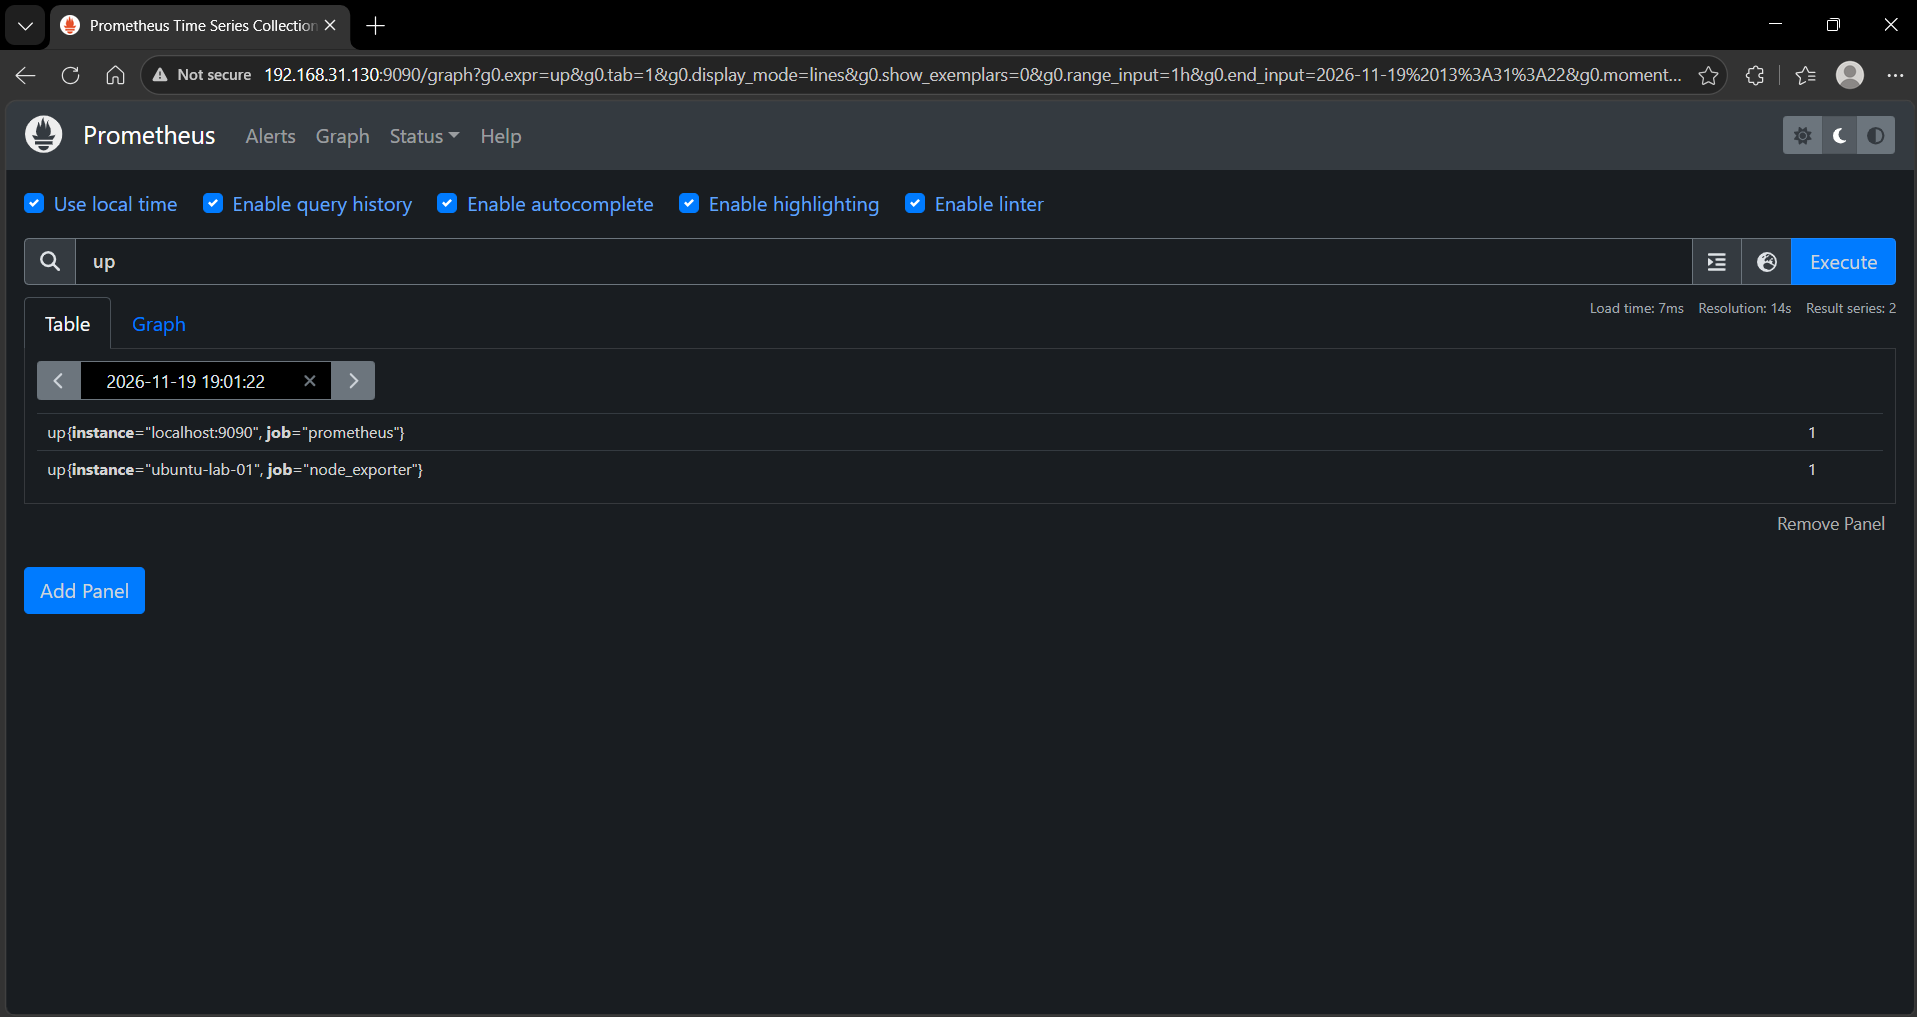 Prometheus Time Series Collection
Not secure 192.168.31.130:9090/graph?g0.expr=up&g0.tab=1&g0.display_mode=lines&g0.show_exemplars=0&g0.range_input=1h&g0.end_input=2026-11-19%2013%3A31%3A22&g0.moment...
Prometheus Alerts Graph Status Help
Use local time Enable query history Enable autocomplete Enable highlighting Enable linter
up Execute
Table Graph Load time: 7ms Resolution: 14s Result series: 2
2026-11-19 19:01:22
up{instance="localhost:9090", job="prometheus"} 1
up{instance="ubuntu-lab-01", job="node_exporter"} 1
Remove Panel
Add Panel